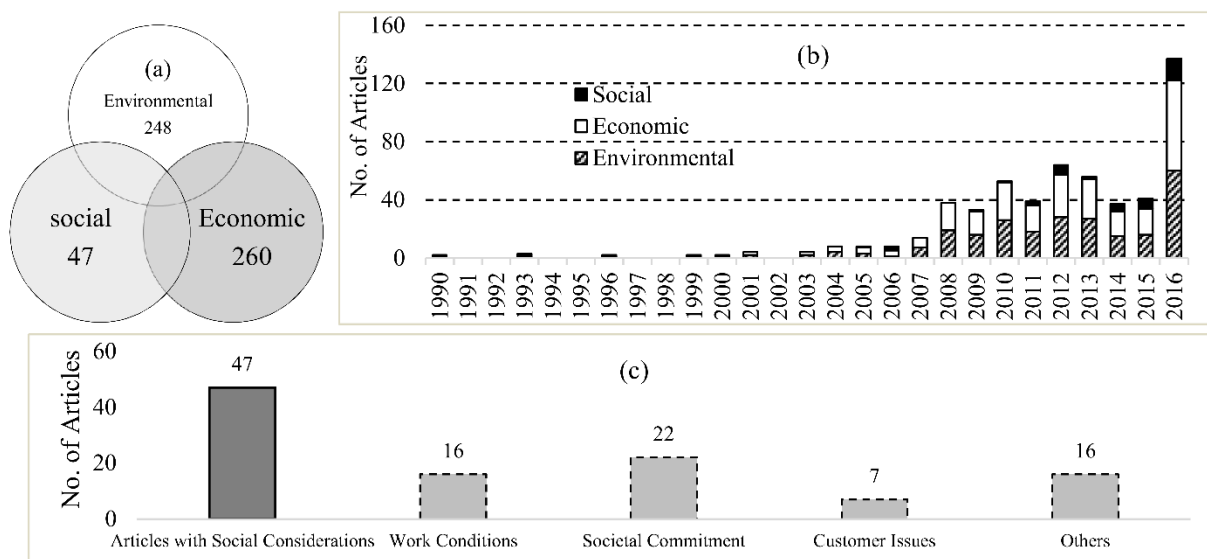 (a)
Environmental
248
social
47
Economic
260
(b)
No. of Articles
160
120
80
40
0
Social
Economic
Environmental
1990
1991
1992
1993
1994
1995
1996
1997
1998
1999
2000
2001
2002
2003
2004
2005
2006
2007
2008
2009
2010
2011
2012
2013
2014
2015
2016
(c)
No. of Articles
60
40
20
0
47
16
22
7
16
Articles with Social Considerations
Work Conditions
Societal Commitment
Customer Issues
Others